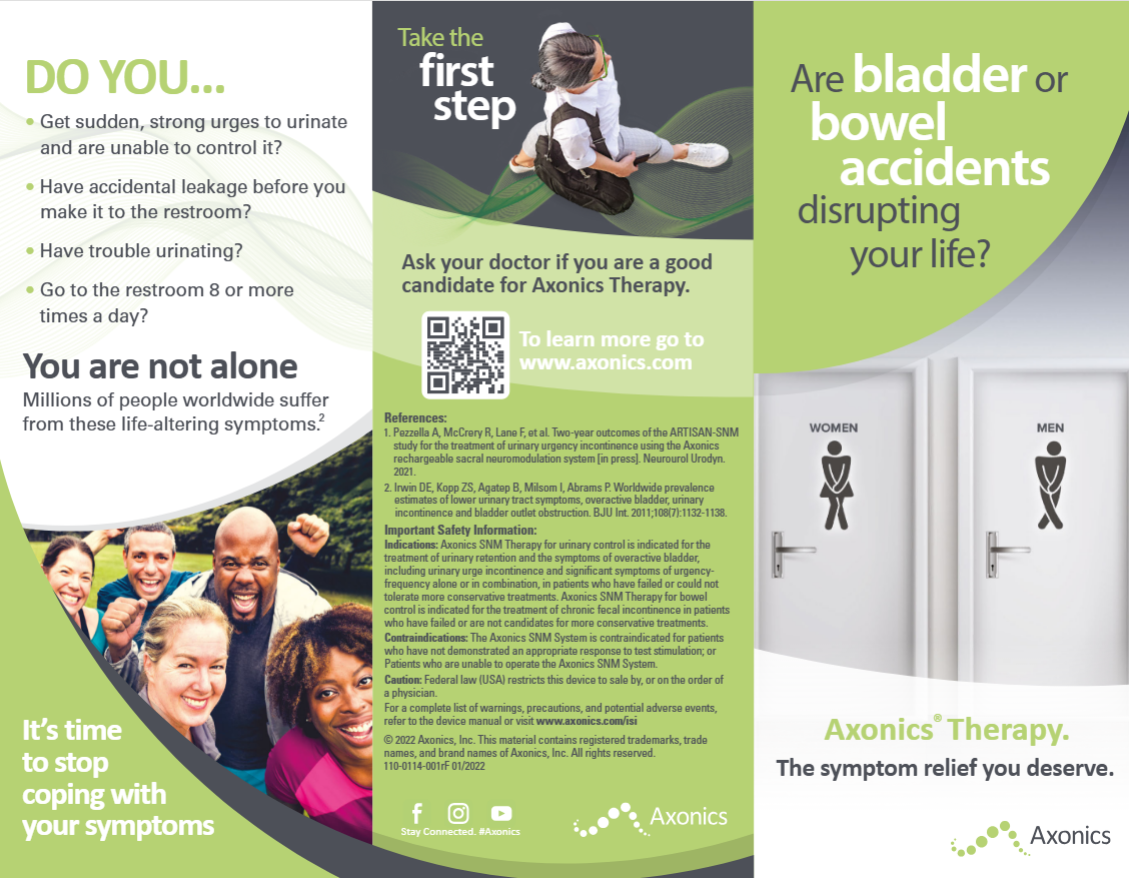 DO YOU...
• Get sudden, strong urges to urinate
and are unable to control it?
• Have accidental leakage before you
make it to the restroom?
• Have trouble urinating?
• Go to the restroom 8 or more
times a day?
You are not alone
Millions of people worldwide suffer
from these life-altering symptoms.²
It's time
to stop
coping with
your symptoms
Take the
first
step
Ask your doctor if you are a good
candidate for Axonics Therapy.
To learn more go to
www.axonics.com
References:
1. Pezzella A, McCrery R, Lane F, et al. Two-year outcomes of the ARTISAN-SNM
study for the treatment of urinary urgency incontinence using the Axonics
rechargeable sacral neuromodulation system [in press]. Neurourol Urodyn.
2021.
2. Irwin DE, Kopp ZS, Agatep B, Milsom I, Abrams P. Worldwide prevalence
estimates of lower urinary tract symptoms, overactive bladder, urinary
incontinence and bladder outlet obstruction. BJU Int. 2011;108(7):1132-1138.
Important Safety Information:
Indications: Axonics SNM Therapy for urinary control is indicated for the
treatment of urinary retention and the symptoms of overactive bladder,
including urinary urge incontinence and significant symptoms of urgency-
frequency alone or in combination, in patients who have failed or could not
tolerate more conservative treatments. Axonics SNM Therapy for bowel
control is indicated for the treatment of chronic fecal incontinence in patients
who have failed or are not candidates for more conservative treatments.
Contraindications: The Axonics SNM System is contraindicated for patients
who have not demonstrated an appropriate response to test stimulation; or
Patients who are unable to operate the Axonics SNM System.
Caution: Federal law (USA) restricts this device to sale by, or on the order of
a physician.
For a complete list of warnings, precautions, and potential adverse events,
refer to the device manual or visit www.axonics.com/isi
© 2022 Axonics, Inc. This material contains registered trademarks, trade
names, and brand names of Axonics, Inc. All rights reserved.
110-0114-001rF 01/2022
Stay Connected. #Axonics
Axonics
Are bladder or
bowel
accidents
disrupting
your life?
WOMEN
MEN
Axonics® Therapy.
The symptom relief you deserve.
Axonics